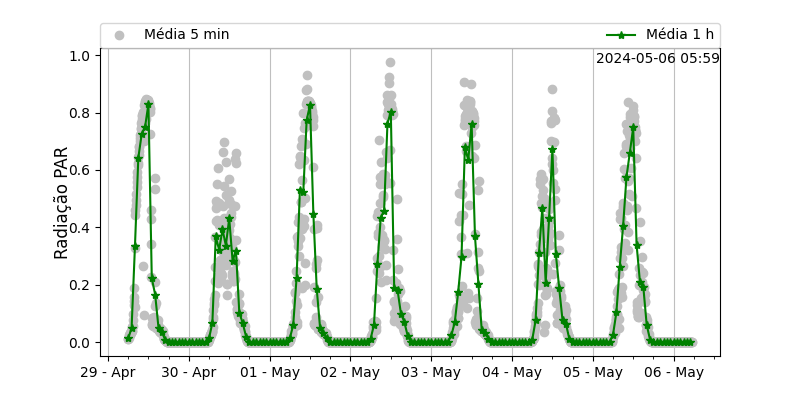 Média 5 min
Média 1 h
2024-05-06 05:59
Radiação PAR
1.0
0.8
0.6
0.4
0.2
0.0
29 - Apr
30 - Apr
01 - May
02 - May
03 - May
04 - May
05 - May
06 - May